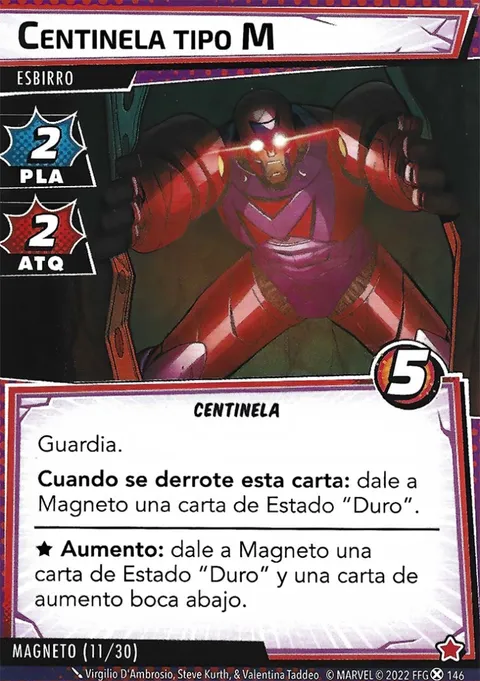 CENTINELA TIPO M
ESBIRRO
2
PLA
2
ATQ
5
CENTINELA
Guardia.
Cuando se derrote esta carta: dale a
Magneto una carta de Estado “Duro”.
★ Aumento: dale a Magneto una
carta de Estado “Duro” y una carta de
aumento boca abajo.
MAGNETO (11/30)
Virgilio D'Ambrosio, Steve Kurth, & Valentina Taddeo © MARVEL © 2022 FFG 146